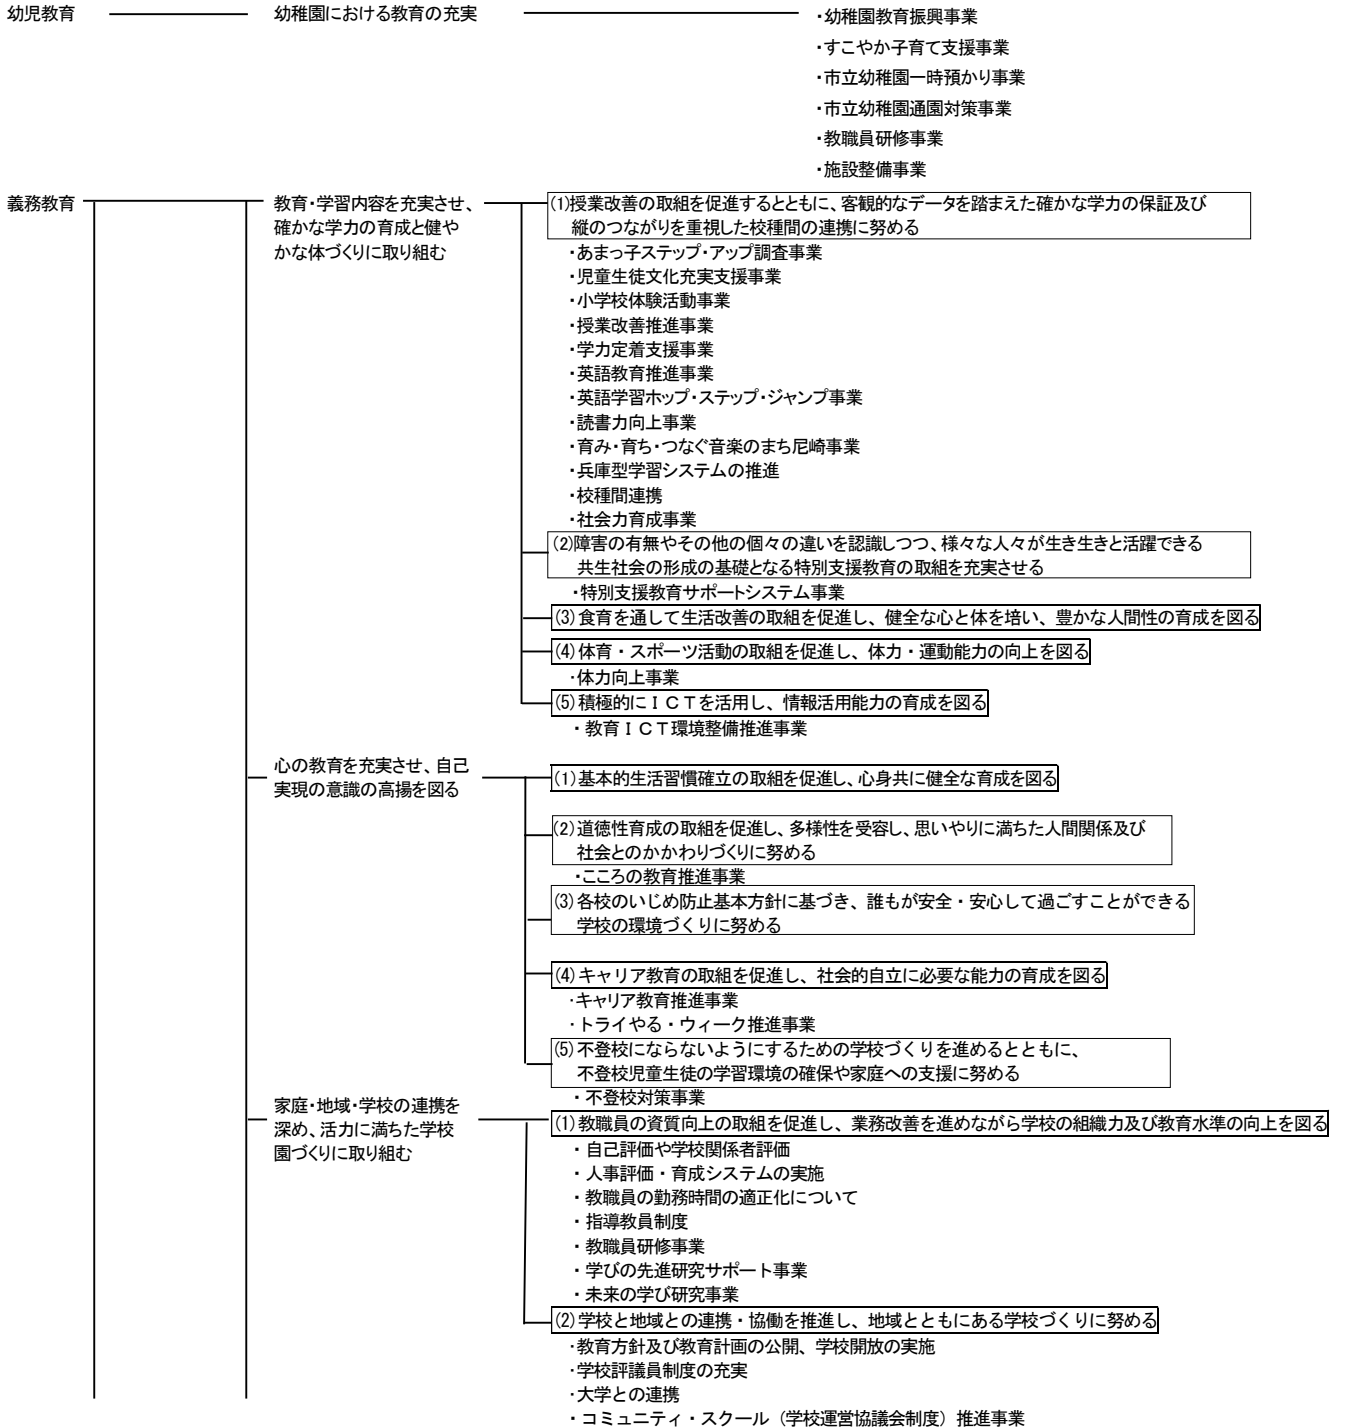 幼児教育
幼稚園における教育の充実
・幼稚園教育振興事業
・すこやか子育て支援事業
・市立幼稚園一時預かり事業
・市立幼稚園通園対策事業
・教職員研修事業
・施設整備事業
義務教育
教育・学習内容を充実させ、
確かな学力の育成と健や
かな体づくりに取り組む
(1)授業改善の取組を促進するとともに、客観的なデータを踏まえた確かな学力の保証及び
縦のつながりを重視した校種間の連携に努める
・あまっ子ステップ・アップ調査事業
・児童生徒文化充実支援事業
・小学校体験活動事業
・授業改善推進事業
・学力定着支援事業
・英語教育推進事業
・英語学習ホップ・ステップ・ジャンプ事業
・読書力向上事業
・育み・育ち・つなぐ音楽のまち尼崎事業
・兵庫型学習システムの推進
・校種間連携
・社会力育成事業
(2)障害の有無やその他の個々の違いを認識しつつ、様々な人々が生き生きと活躍できる
共生社会の形成の基礎となる特別支援教育の取組を充実させる
・特別支援教育サポートシステム事業
(3)食育を通して生活改善の取組を促進し、健全な心と体を培い、豊かな人間性の育成を図る
(4)体育・スポーツ活動の取組を促進し、体力・運動能力の向上を図る
・体力向上事業
(5)積極的にＩＣＴを活用し、情報活用能力の育成を図る
・教育ＩＣＴ環境整備推進事業
心の教育を充実させ、自己
実現の意識の高揚を図る
(1)基本的生活習慣確立の取組を促進し、心身共に健全な育成を図る
(2)道徳性育成の取組を促進し、多様性を受容し、思いやりに満ちた人間関係及び
社会とのかかわりづくりに努める
・こころの教育推進事業
(3)各校のいじめ防止基本方針に基づき、誰もが安全・安心して過ごすことができる
学校の環境づくりに努める
(4)キャリア教育の取組を促進し、社会的自立に必要な能力の育成を図る
・キャリア教育推進事業
・トライやる・ウィーク推進事業
(5)不登校にならないようにするための学校づくりを進めるとともに、
不登校児童生徒の学習環境の確保や家庭への支援に努める
・不登校対策事業
家庭・地域・学校の連携を
深め、活力に満ちた学校
園づくりに取り組む
(1)教職員の資質向上の取組を促進し、業務改善を進めながら学校の組織力及び教育水準の向上を図る
・自己評価や学校関係者評価
・人事評価・育成システムの実施
・教職員の勤務時間の適正化について
・指導教員制度
・教職員研修事業
・学びの先進研究サポート事業
・未来の学び研究事業
(2)学校と地域との連携・協働を推進し、地域とともにある学校づくりに努める
・教育方針及び教育計画の公開、学校開放の実施
・学校評議員制度の充実
・大学との連携
・コミュニティ・スクール（学校運営協議会制度）推進事業